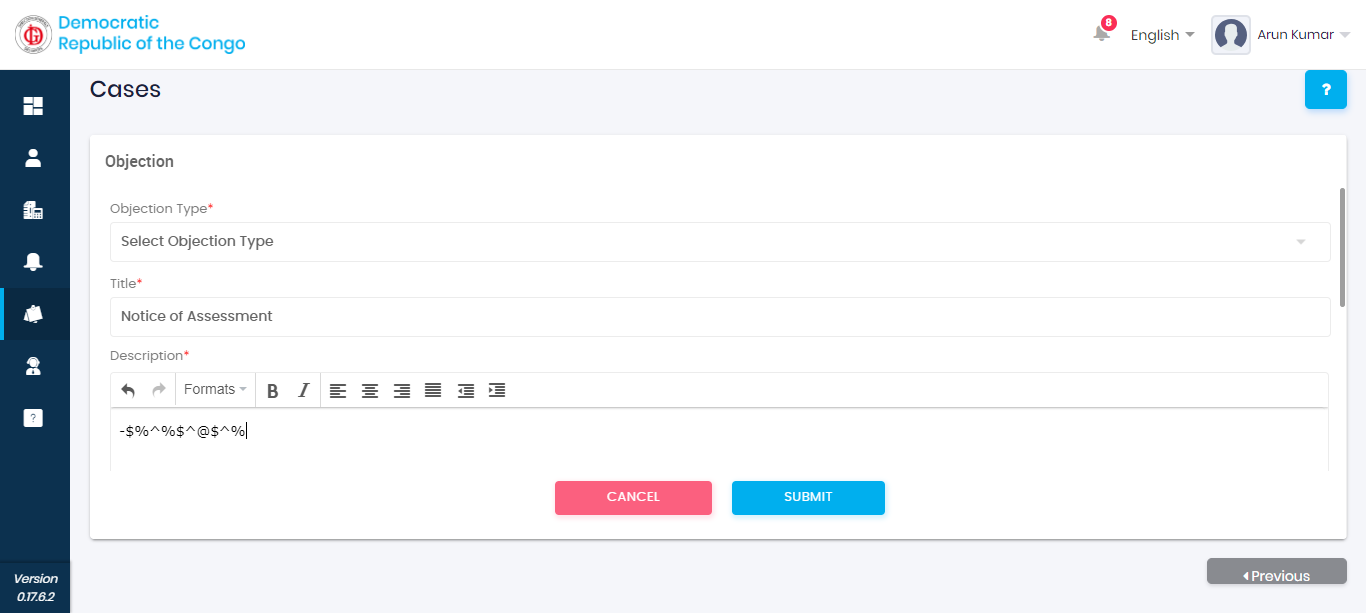 Democratic
Republic of the Congo
8
English
Arun Kumar
Cases
?
Objection
Objection Type*
Select Objection Type
Title*
Notice of Assessment
Description*
Formats
B I
-$%^%$^@$^%
CANCEL
SUBMIT
?
Version
0.17.6.2
Previous